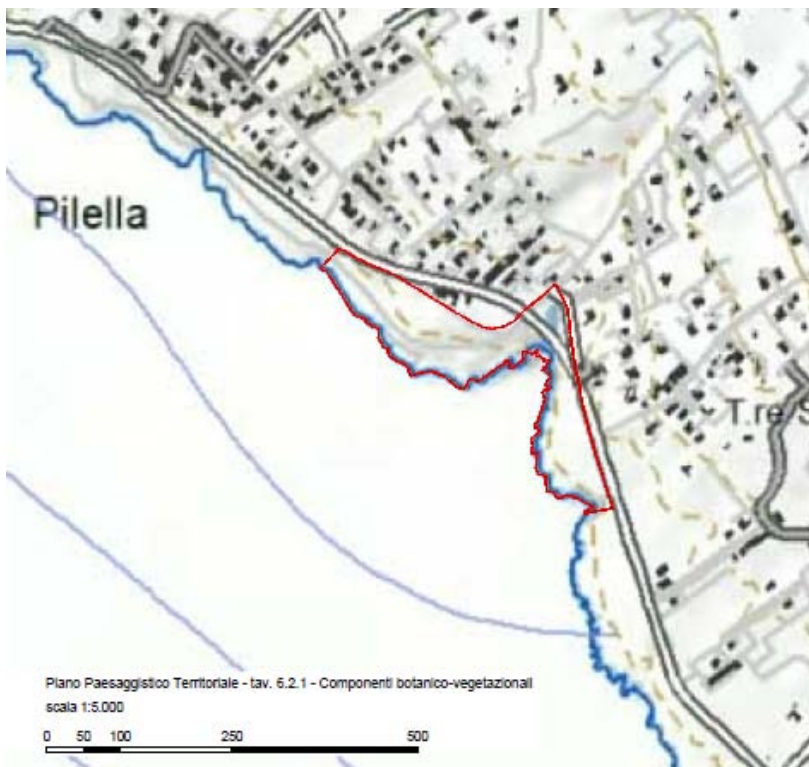 Pilella
T.re S
Piano Paesaggistico Territoriale - tav. 6.2.1 - Componenti botanico-vegetazionali
scala 1:5.000
0 50 100 250 500